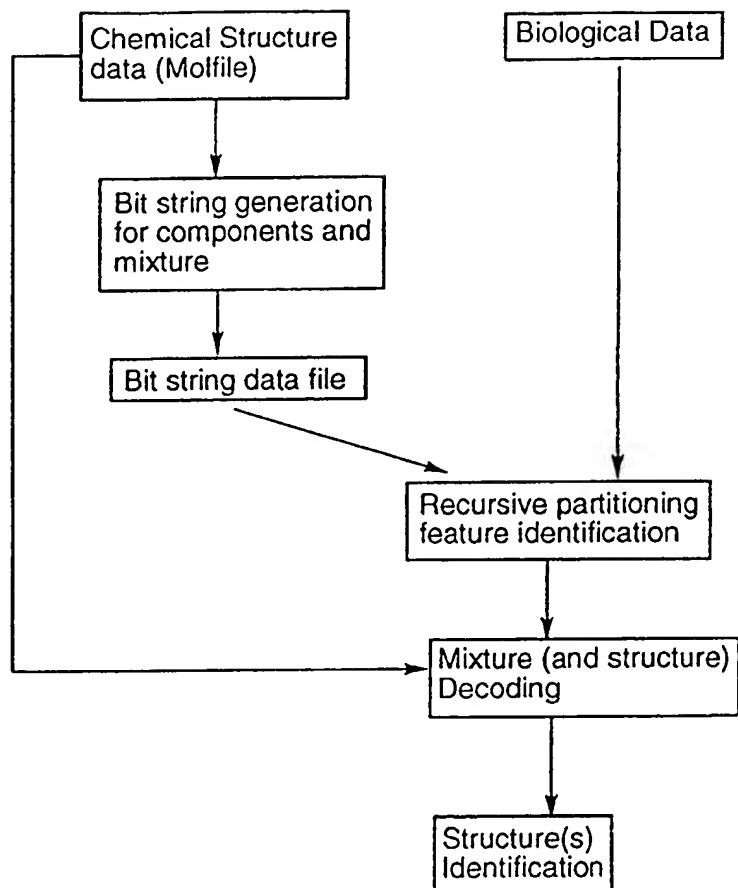 Chemical Structure
data (Molfile)
Biological Data
Bit string generation
for components and
mixture
Bit string data file
Recursive partitioning
feature identification
Mixture (and structure)
Decoding
Structure(s)
Identification